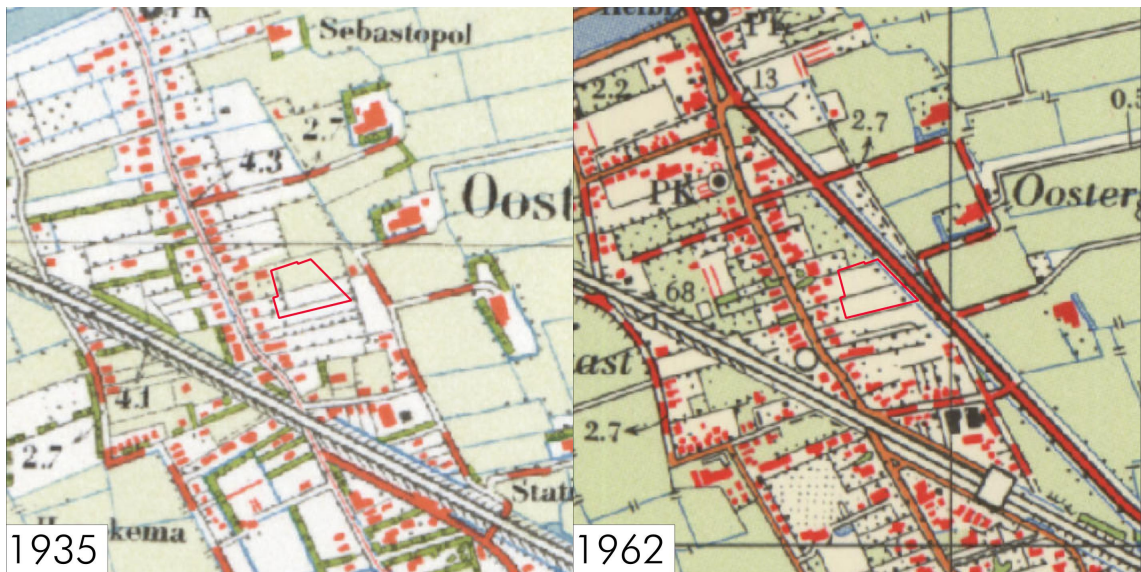 Sebastopol
2.7
4.3
Oost
4.1
2.7
Stati
kema
1935
PK
13
2.2
2.7
0.5
PK
Ooster
68
ast
2.7
1962